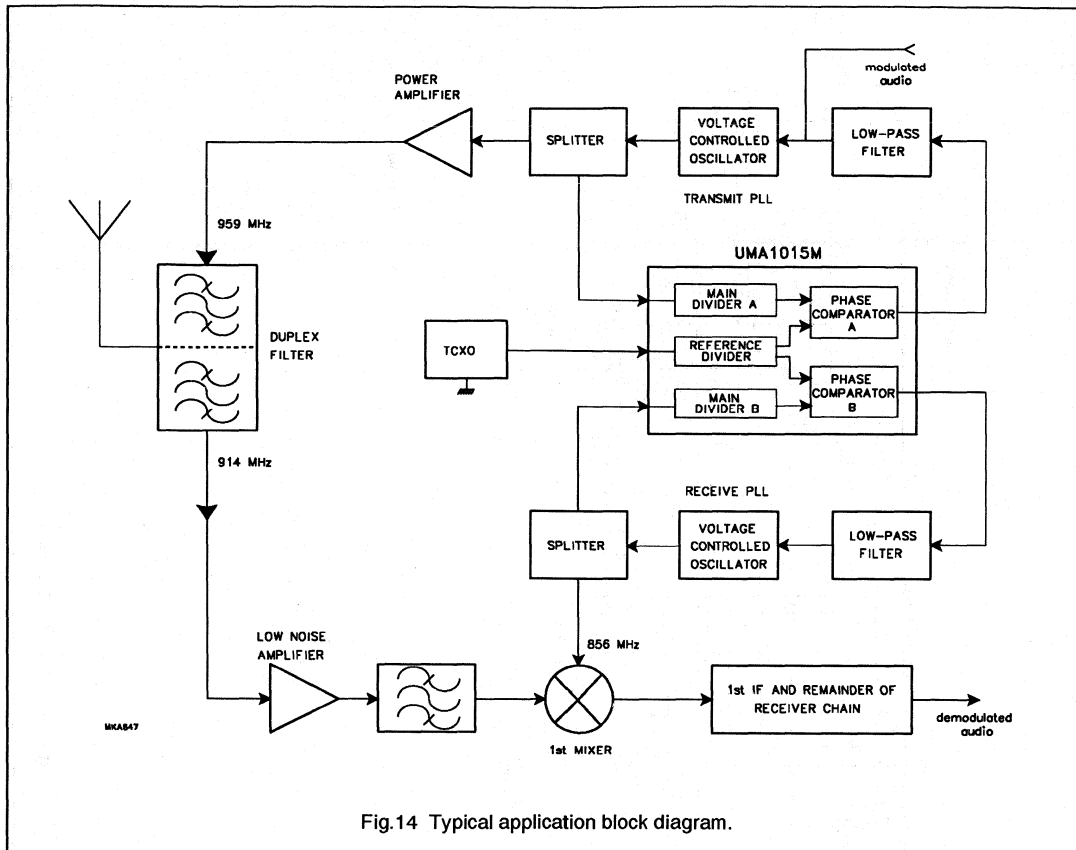 modulated
audio
POWER
AMPLIFIER
SPLITTER
VOLTAGE
CONTROLLED
OSCILLATOR
LOW-PASS
FILTER
TRANSMIT PLL
959 MHz
UMA1015M
MAIN
DIVIDER A
PHASE
COMPARATOR
A
DUPLEX
FILTER
TCXO
REFERENCE
DIVIDER
MAIN
DIVIDER B
PHASE
COMPARATOR
B
914 MHz
RECEIVE PLL
SPLITTER
VOLTAGE
CONTROLLED
OSCILLATOR
LOW-PASS
FILTER
LOW NOISE
AMPLIFIER
856 MHz
1st IF AND REMAINDER OF
RECEIVER CHAIN
demodulated
audio
MKA647
1st MIXER
Fig.14 Typical application block diagram.